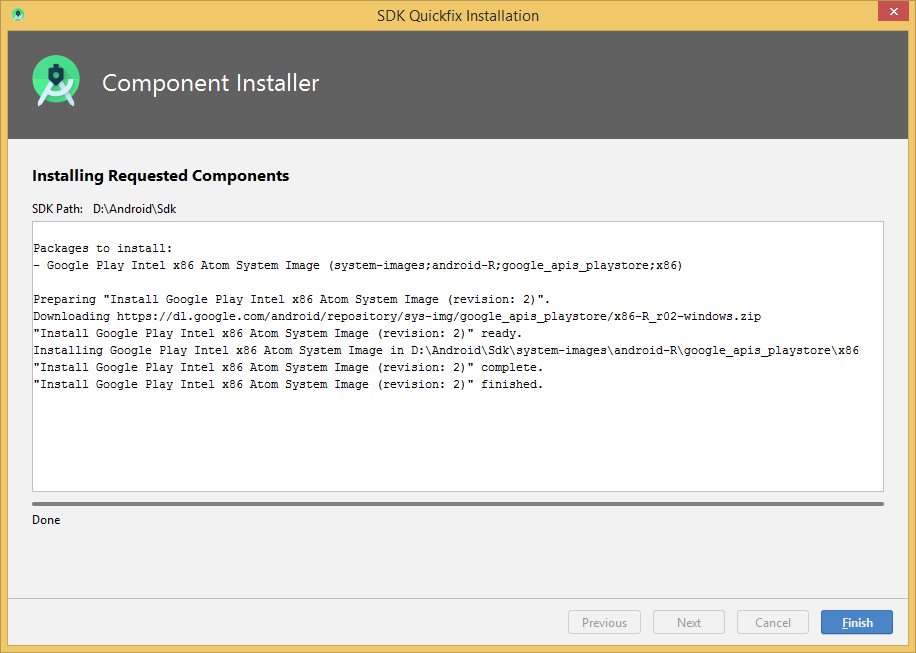 SDK Quickfix Installation
Component Installer
Installing Requested Components
SDK Path: D:\Android\Sdk
Packages to install:
- Google Play Intel x86 Atom System Image (system-images;android-R;google_apis_playstore;x86)
Preparing "Install Google Play Intel x86 Atom System Image (revision: 2)".
Downloading https://dl.google.com/android/repository/sys-img/google_apis_playstore/x86-R_r02-windows.zip
"Install Google Play Intel x86 Atom System Image (revision: 2)" ready.
Installing Google Play Intel x86 Atom System Image in D:\Android\Sdk\system-images\android-R\google_apis_playstore\x86
"Install Google Play Intel x86 Atom System Image (revision: 2)" complete.
"Install Google Play Intel x86 Atom System Image (revision: 2)" finished.
Done
Previous Next Cancel Finish